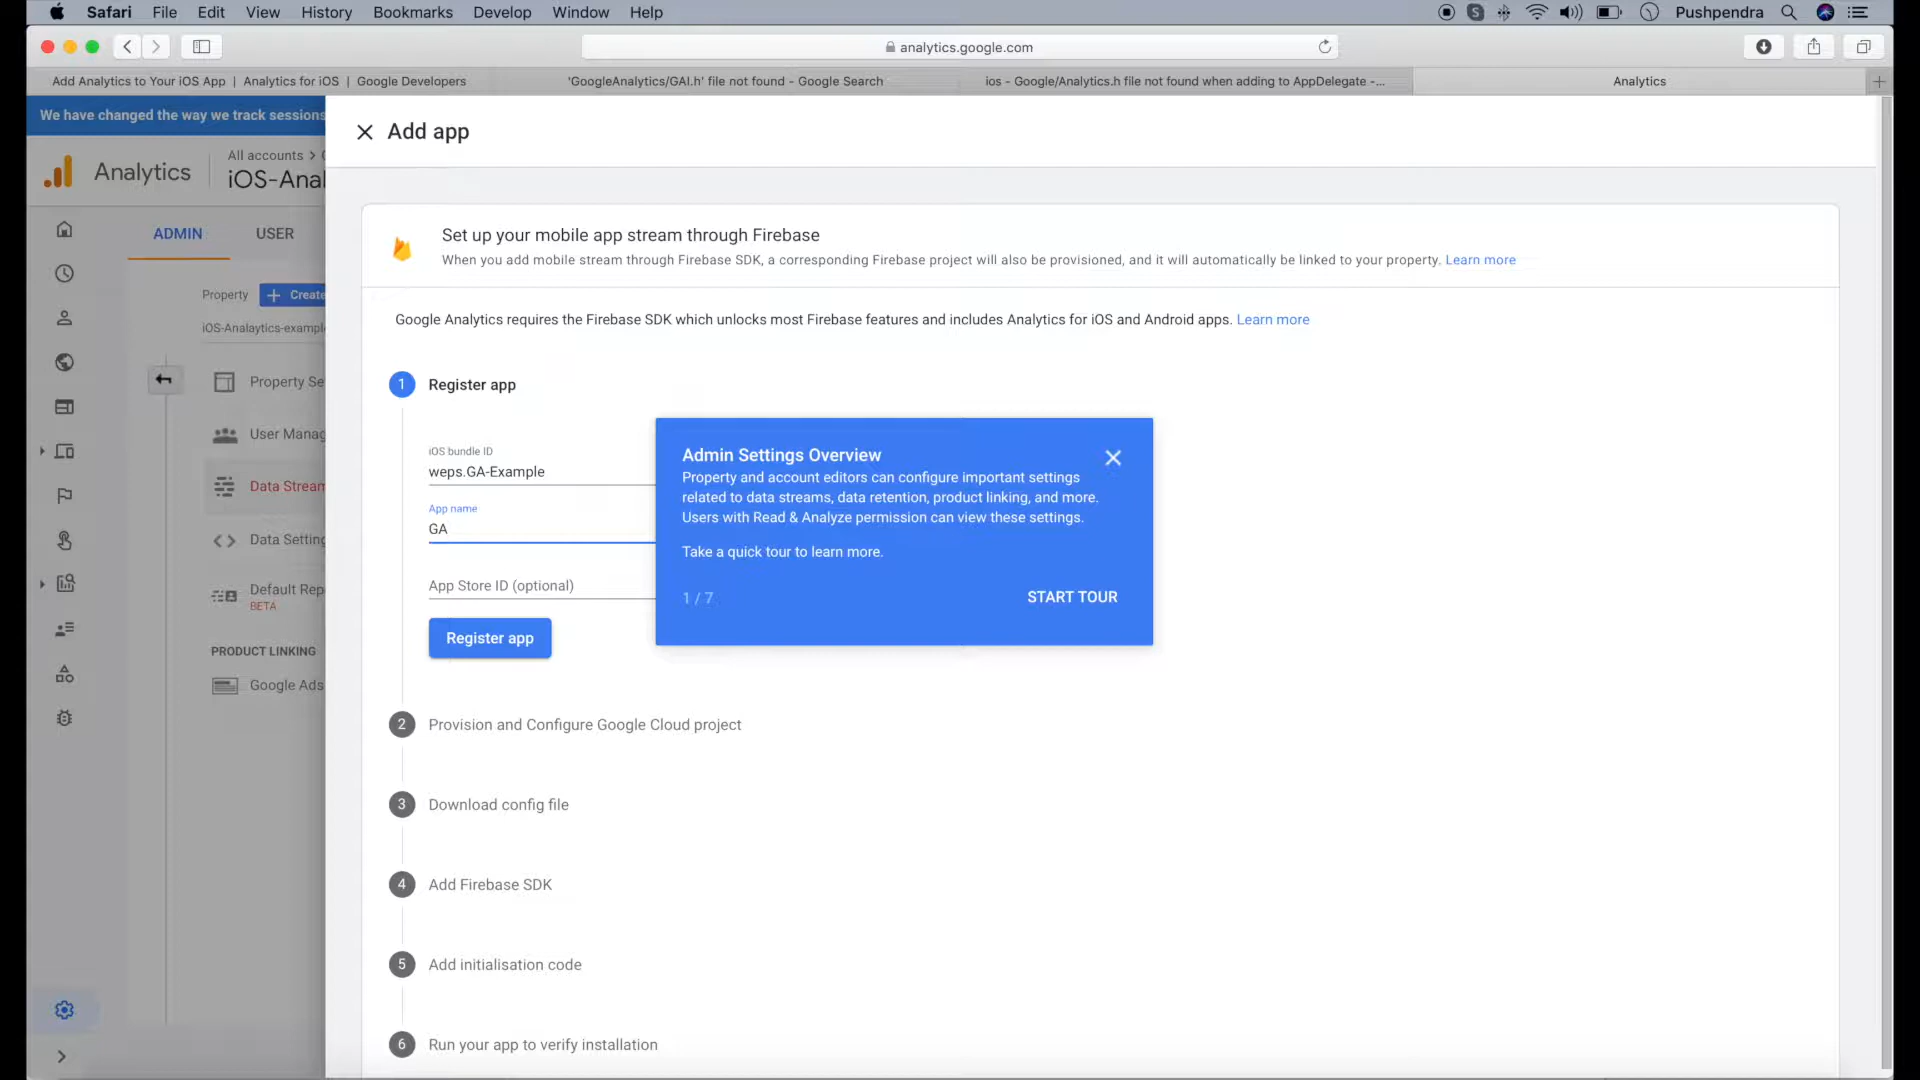 Safari File Edit View History Bookmarks Develop Window Help Pushpendra
analytics.google.com
Add Analytics to Your iOS App | Analytics for iOS | Google Developers
'GoogleAnalytics/GAI.h' file not found - Google Search
ios - Google/Analytics.h file not found when adding to AppDelegate -...
Analytics
We have changed the way we track sessions
Add app
Analytics
All accounts >
iOS-Anal
ADMIN USER
Property Create
iOS-Analaytics-example
Property Se
User Manag
Data Stream
Data Setting
Default Rep
BETA
PRODUCT LINKING
Google Ads
Set up your mobile app stream through Firebase
When you add mobile stream through Firebase SDK, a corresponding Firebase project will also be provisioned, and it will automatically be linked to your property. Learn more
Google Analytics requires the Firebase SDK which unlocks most Firebase features and includes Analytics for iOS and Android apps. Learn more
1 Register app
iOS bundle ID
weps.GA-Example
App name
GA
App Store ID (optional)
Register app
Admin Settings Overview
Property and account editors can configure important settings
related to data streams, data retention, product linking, and more.
Users with Read & Analyze permission can view these settings.
Take a quick tour to learn more.
1 / 7 START TOUR
2 Provision and Configure Google Cloud project
3 Download config file
4 Add Firebase SDK
5 Add initialisation code
6 Run your app to verify installation